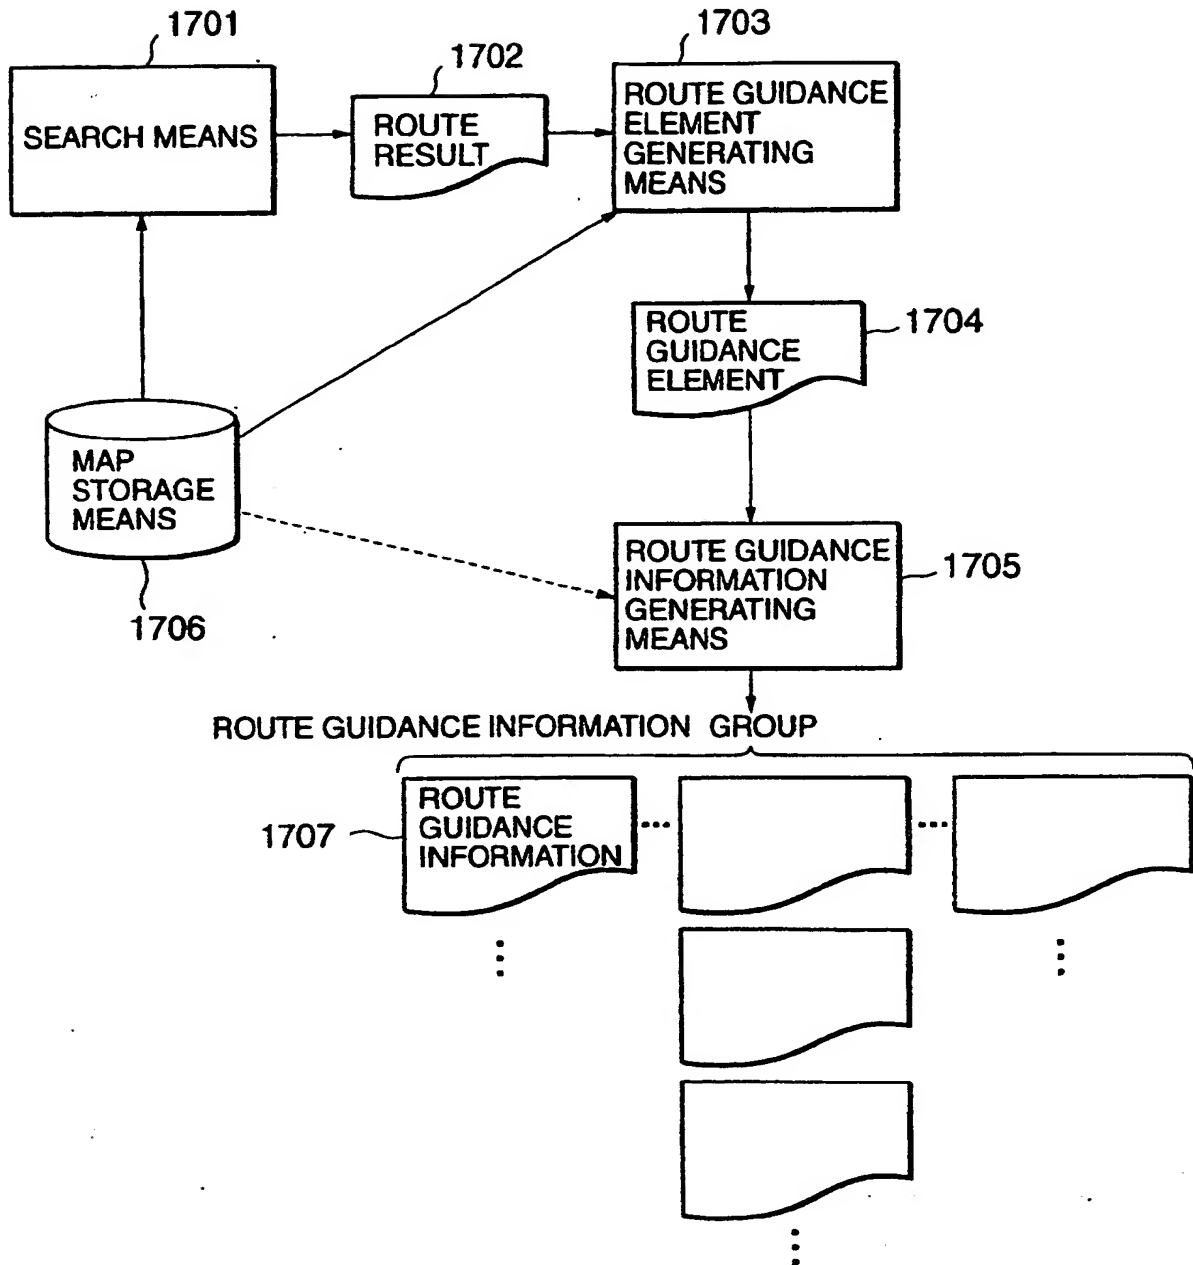 1701
SEARCH MEANS
1702
ROUTE
RESULT
1703
ROUTE GUIDANCE
ELEMENT
GENERATING
MEANS
ROUTE
GUIDANCE
ELEMENT
1704
MAP
STORAGE
MEANS
1706
ROUTE GUIDANCE
INFORMATION
GENERATING
MEANS
1705
ROUTE GUIDANCE INFORMATION GROUP
ROUTE
GUIDANCE
INFORMATION
1707